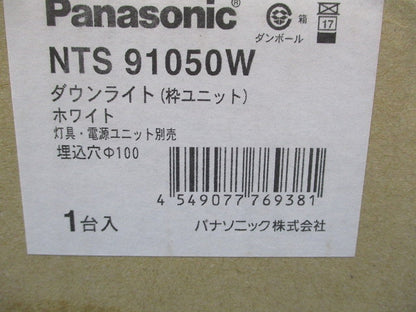 Panasonic®
箱
17
ダンボール
NTS 91050W
ダウンライト(枠ユニット)
ホワイト
灯具・電源ユニット別売
埋込穴Φ100
4 549077 769381
1台入
パナソニック株式会社